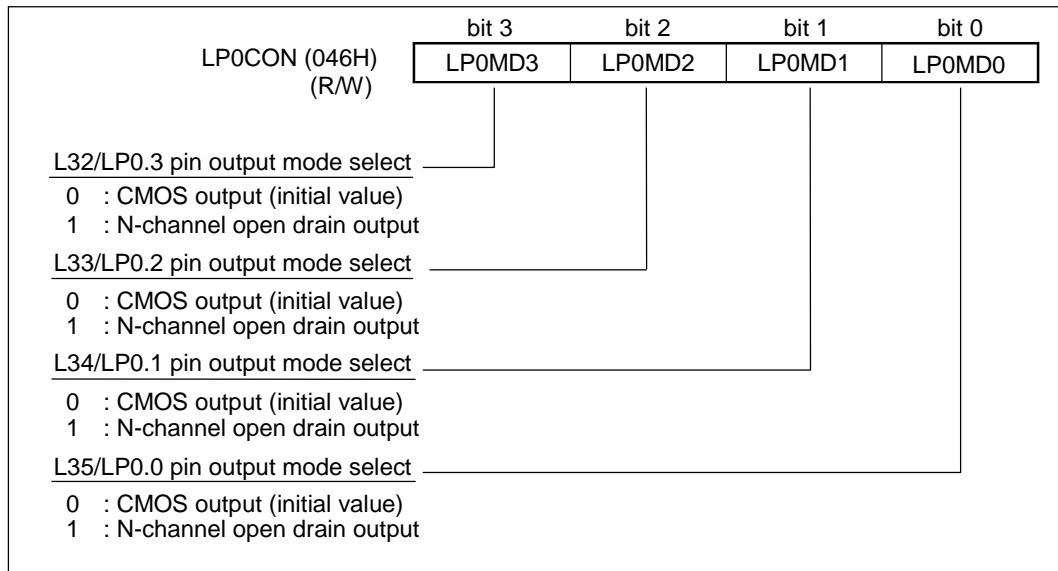 bit 3 bit 2 bit 1 bit 0
LP0CON (046H) LP0MD3 LP0MD2 LP0MD1 LP0MD0
(R/W)
L32/LP0.3 pin output mode select
0 : CMOS output (initial value)
1 : N-channel open drain output
L33/LP0.2 pin output mode select
0 : CMOS output (initial value)
1 : N-channel open drain output
L34/LP0.1 pin output mode select
0 : CMOS output (initial value)
1 : N-channel open drain output
L35/LP0.0 pin output mode select
0 : CMOS output (initial value)
1 : N-channel open drain output